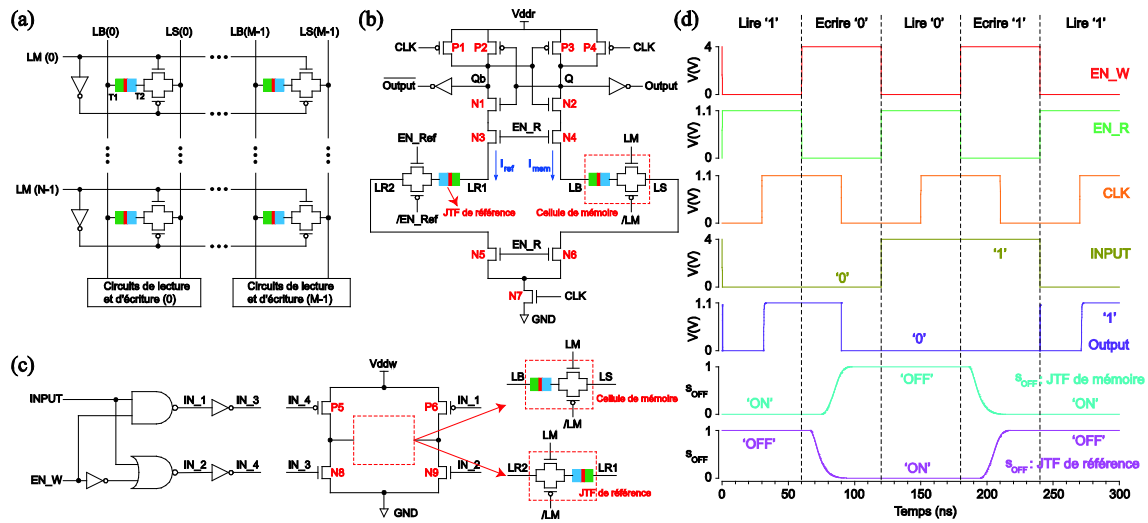 (a)
LB(0) LS(0) LB(M-1) LS(M-1)
LM (0)
T1 T2
LM (N-1)
Circuits de lecture
et d'écriture (0)
Circuits de lecture
et d'écriture (M-1)
(b)
Vddr
CLK P1 P2 P3 P4 CLK
Output Qb Q Output
N1 N2
N3 EN_R N4
EN_Ref Iref Imem LM
LR2 LR1 LB LS
/EN_Ref JTF de référence Cellule de mémoire /LM
N5 EN_R N6
N7 CLK
GND
(c)
INPUT IN_1 IN_3
EN_W IN_2 IN_4
Vddw
IN_4 P5 P6 IN_1
IN_3 N8 N9 IN_2
GND
LM
LB LS
/LM Cellule de mémoire
LM
LR2 LR1
/LM JTF de référence
(d)
Lire ‘1’ Ecrire ‘0’ Lire ‘0’ Ecrire ‘1’ Lire ‘1’
V(V) 4 0 EN_W
V(V) 1.1 0 EN_R
V(V) 1.1 0 CLK
V(V) 4 0 ‘0’ ‘1’ INPUT
V(V) 1.1 0 ‘0’ ‘1’ Output
SOFF 1 0 ‘ON’ ‘OFF’ SOFF : JTF de mémoire ‘ON’
SOFF 1 0 ‘OFF’ ‘ON’ ‘OFF’ SOFF : JTF de référence
0 60 120 180 240 300
Temps (ns)